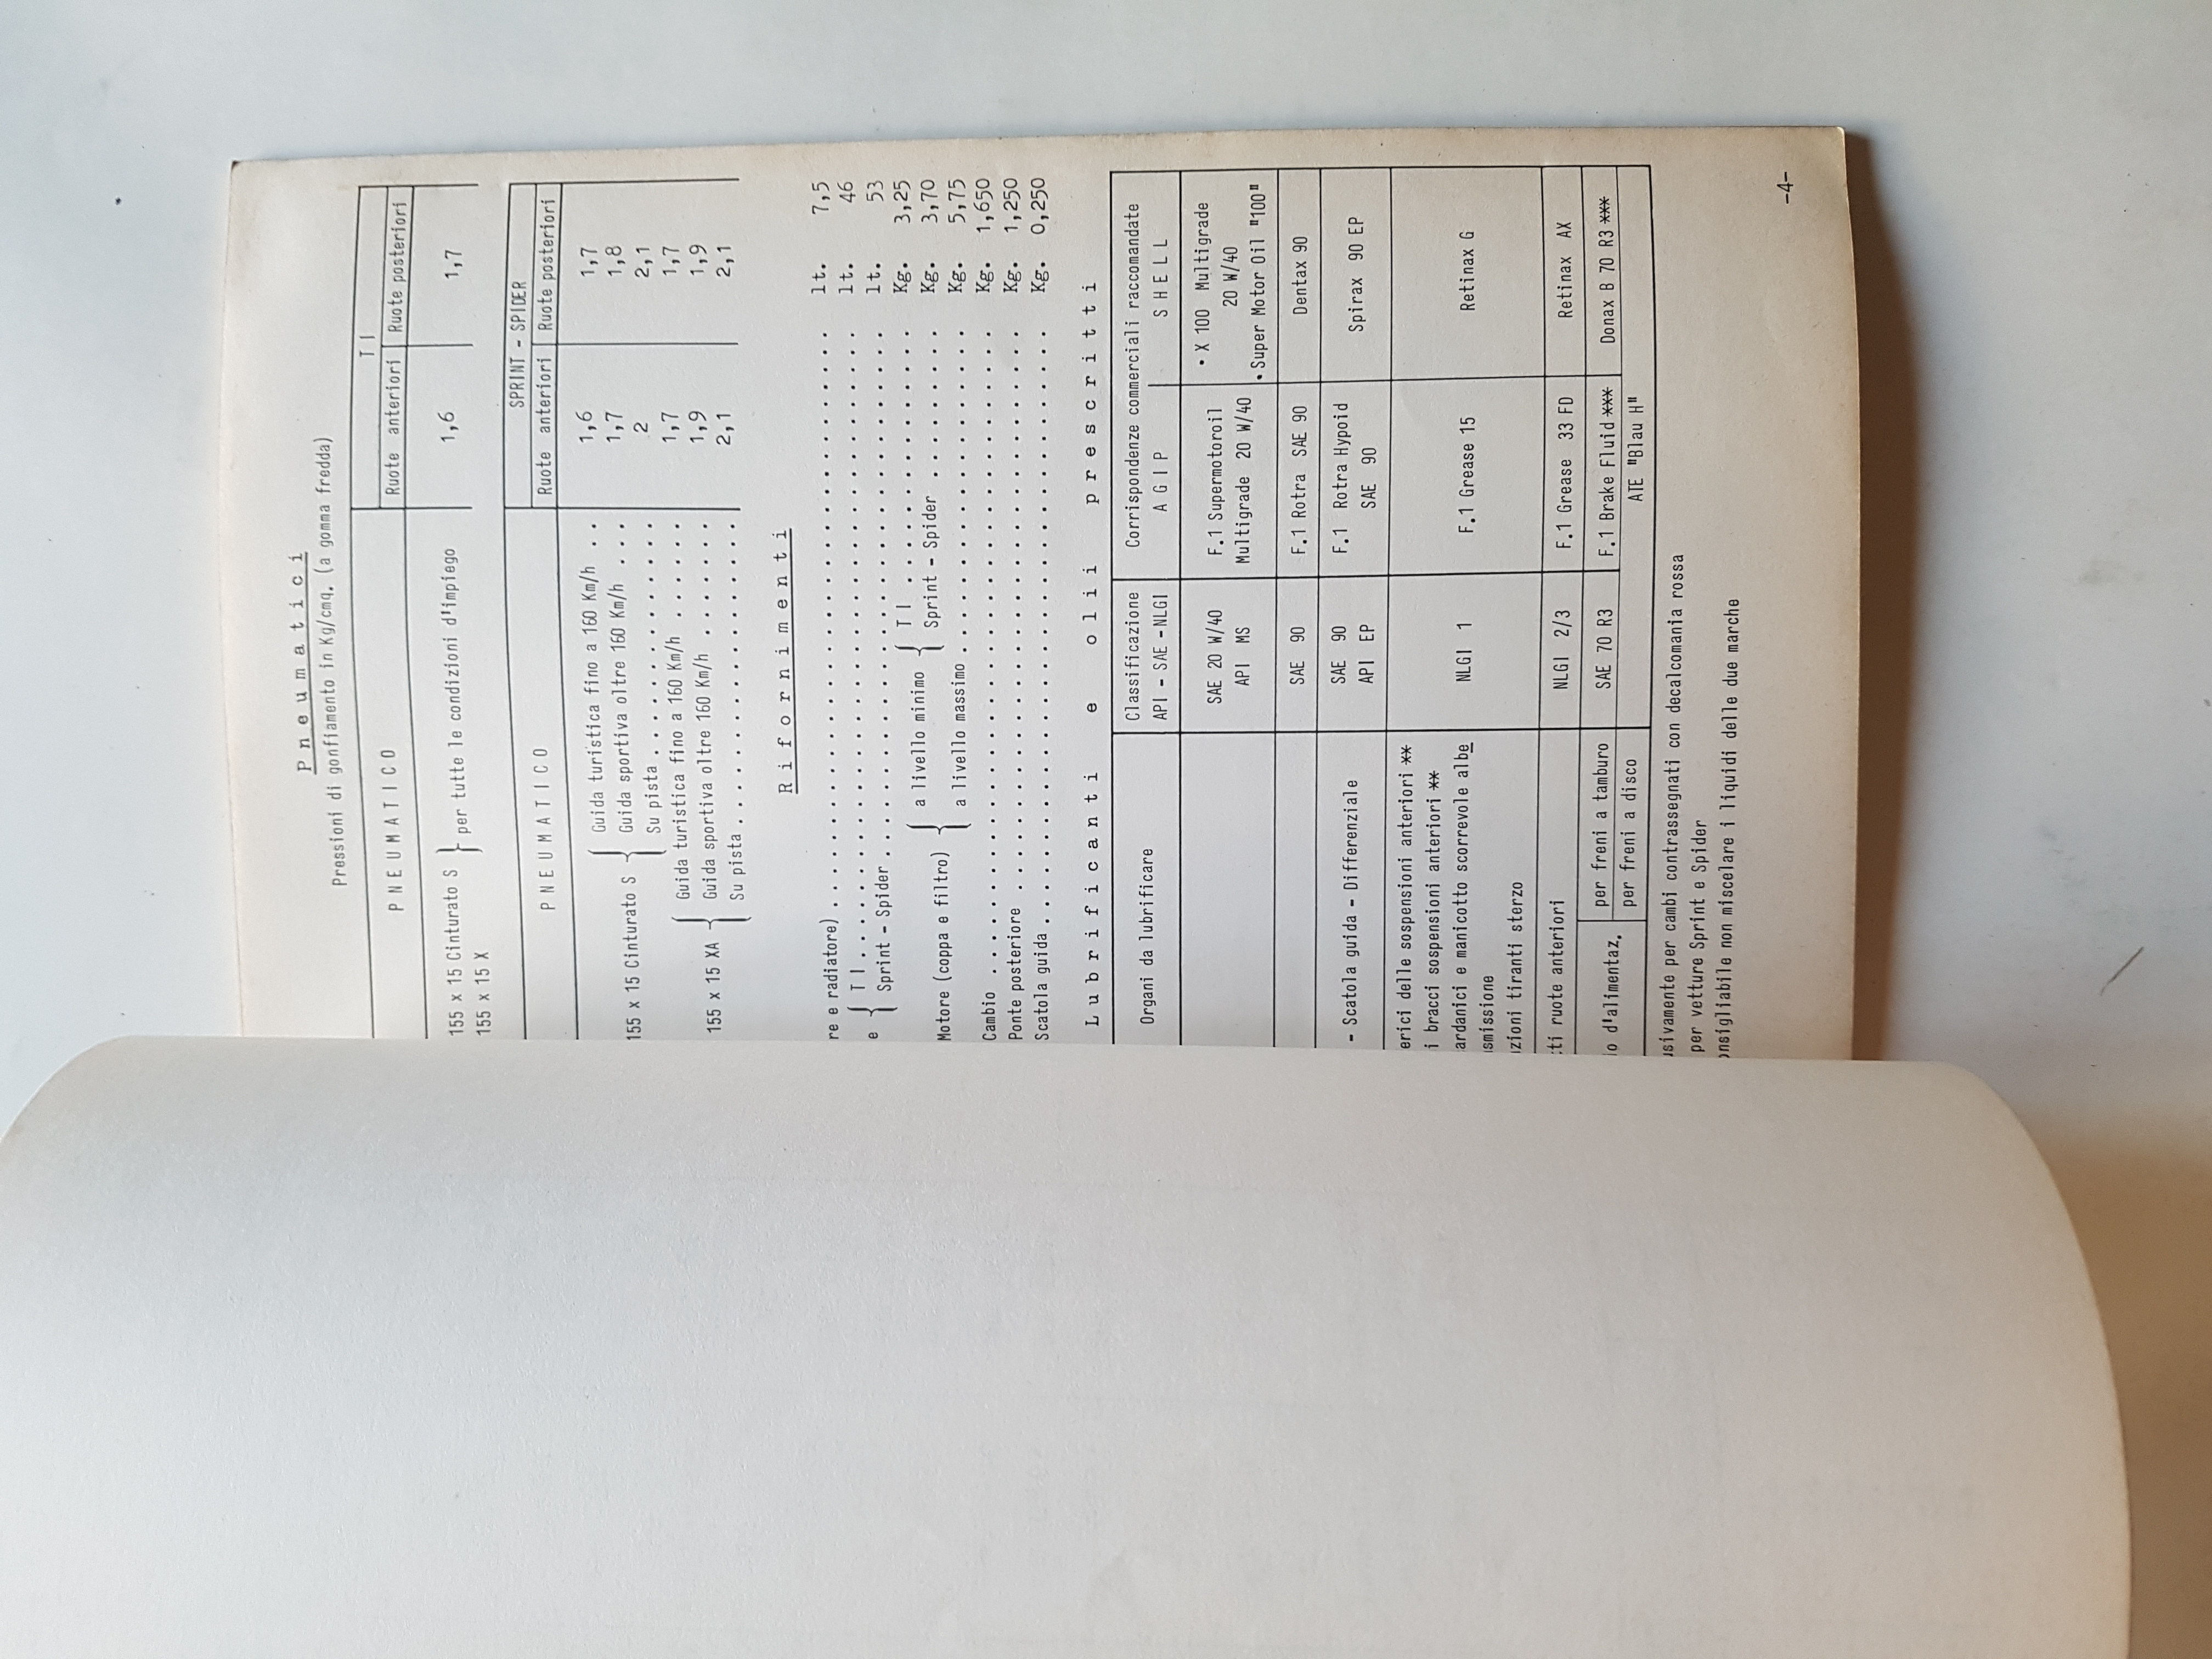 Pneumatici
Pressioni di gonfiamento in Kg/cmq. (a gomma fredda)
PNEUMATICO TI
Ruote anteriori Ruote posteriori
155 x 15 Cinturato S } per tutte le condizioni d'impiego 1,6 1,7
155 x 15 X
PNEUMATICO SPRINT - SPIDER
Ruote anteriori Ruote posteriori
155 x 15 Cinturato S { Guida turistica fino a 160 Km/h . . 1,6 1,7
Guida sportiva oltre 160 Km/h . . . 1,7 1,8
Su pista . . . . . . . . . . 2 2,1
155 x 15 XA { Guida turistica fino a 160 Km/h . . . . . . 1,7 1,7
Guida sportiva oltre 160 Km/h . . . . . . 1,9 1,9
Su pista . . . . . . . . . . . . 2,1 2,1
Rifornimenti
e radiatore) . . . . . . . . . . . . . . . . . . . . lt. 7,5
{ TI . . . . . . . . . . . . . . . . . . . . lt. 46
Sprint - Spider . . . . . . . . . . . . . . . . . . . . lt. 53
Motore (coppa e filtro) { a livello minimo { TI . . . . . . . . . . Kg. 3,25
Sprint - Spider . . . . . . . . Kg. 3,70
a livello massimo . . . . . . . . . . . . . . . . Kg. 5,75
Cambio . . . . . . . . . . . . . . . . . . . . Kg. 1,650
Ponte posteriore . . . . . . . . . . . . . . . . . . . . Kg. 1,250
Scatola guida . . . . . . . . . . . . . . . . . . . . Kg. 0,250
Lubrificanti e olii prescritti
Organi da lubrificare Classificazione API - SAE - NLGI Corrispondenze commerciali raccomandate
AGIP SHELL
SAE 20 W/40 F.1 Supermotoroil • X 100 Multigrade
API MS Multigrade 20 W/40 20 W/40
• Super Motor Oil "100"
SAE 90 F.1 Rotra SAE 90 Dentax 90
- Scatola guida - Differenziale SAE 90 F.1 Rotra Hypoid Spirax 90 EP
API EP SAE 90
erici delle sospensioni anteriori **
i bracci sospensioni anteriori **
ardanici e manicotto scorrevole albe NLGI 1 F.1 Grease 15 Retinax G
smissione
zioni tiranti sterzo
ti ruote anteriori NLGI 2/3 F.1 Grease 33 FD Retinax AX
d'alimentaz. per freni a tamburo SAE 70 R3 F.1 Brake Fluid *** Donax B 70 R3 ***
per freni a disco ATE "Blau H"
usivamente per cambi contrassegnati con decalcomania rossa
per vetture Sprint e Spider
onsigliabile non miscelare i liquidi delle due marche
-4-